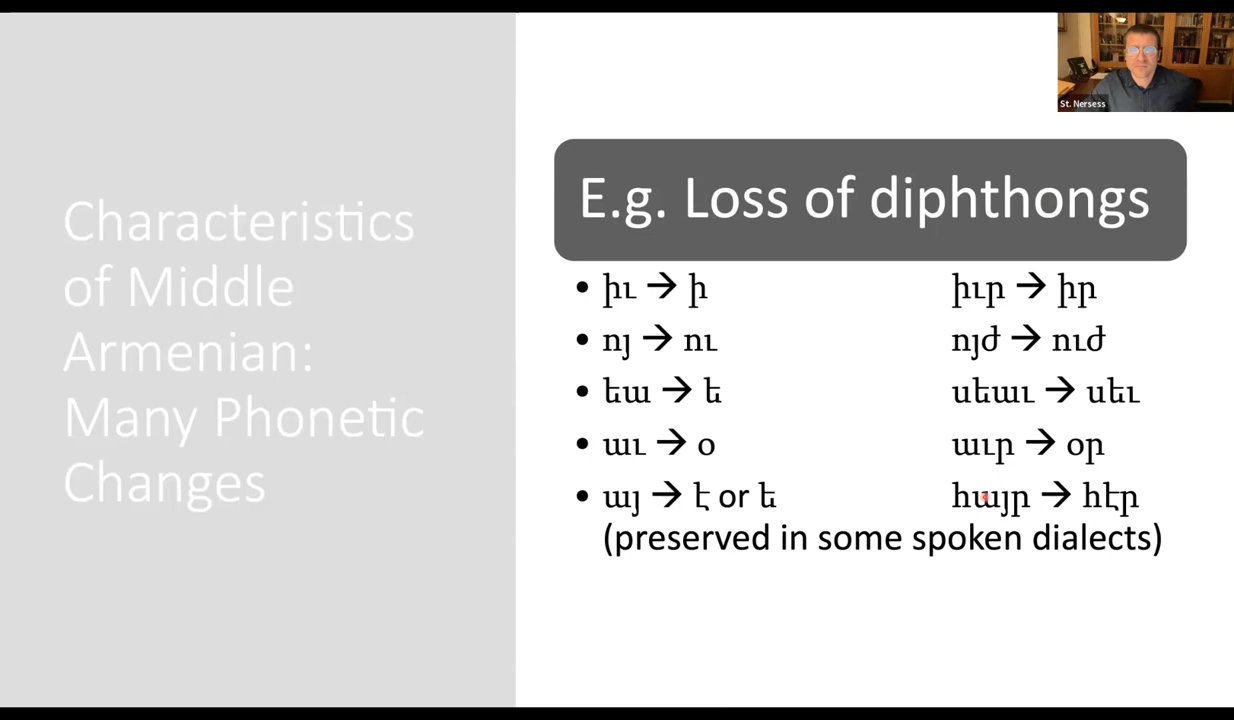 St. Nersess
Characteristics
of Middle
Armenian:
Many Phonetic
Changes
E.g. Loss of diphthongs
• իւ → ի իւր → իր
• ոյ → ու ոյժ → ուժ
• եա → ե սեաւ → սեւ
• աւ → օ աւր → օր
• այ → է or ե հայր → հէր
(preserved in some spoken dialects)